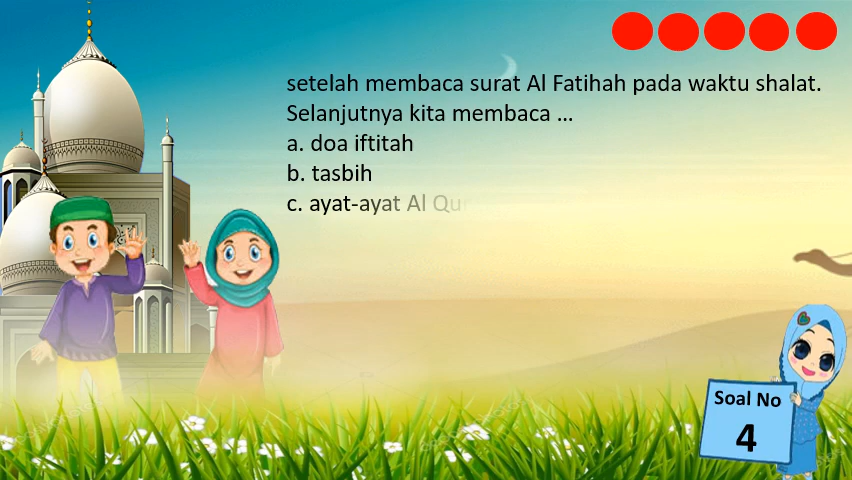 setelah membaca surat Al Fatihah pada waktu shalat.
Selanjutnya kita membaca ...
a. doa iftitah
b. tasbih
c. ayat-ayat Al Qu
Soal No
4